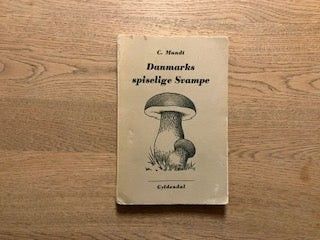 C. Mundt
Danmarks
spiselige Svampe
Gyldendal